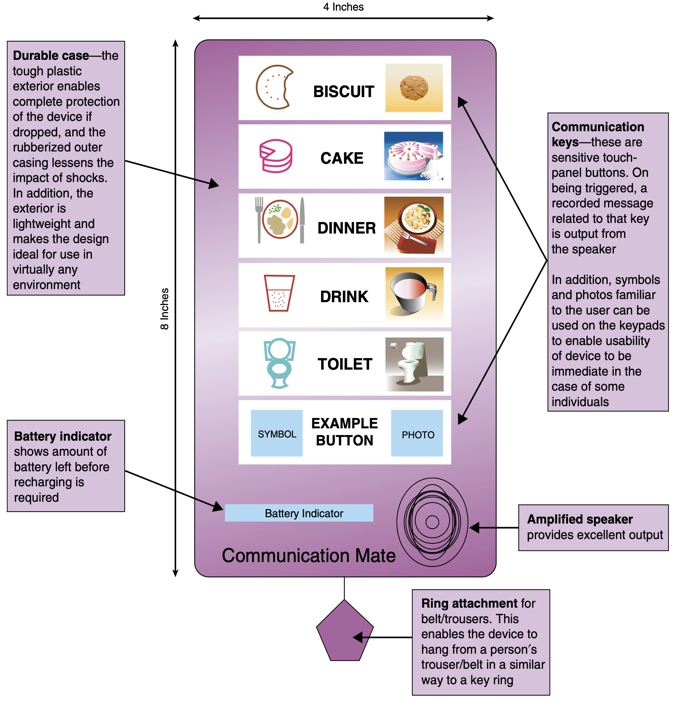 4 Inches
Durable case—the
tough plastic
exterior enables
complete protection
of the device if
dropped, and the
rubberized outer
casing lessens the
impact of shocks.
In addition, the
exterior is
lightweight and
makes the design
ideal for use in
virtually any
environment
8 Inches
BISCUIT
CAKE
DINNER
DRINK
TOILET
SYMBOL
EXAMPLE
BUTTON
PHOTO
Communication
keys—these are
sensitive touch-
panel buttons. On
being triggered, a
recorded message
related to that key
is output from
the speaker
In addition, symbols
and photos familiar
to the user can be
used on the keypads
to enable usability
of device to be
immediate in the
case of some
individuals
Battery indicator
shows amount of
battery left before
recharging is
required
Battery Indicator
Communication Mate
Amplified speaker
provides excellent output
Ring attachment for
belt/trousers. This
enables the device to
hang from a person's
trouser/belt in a similar
way to a key ring